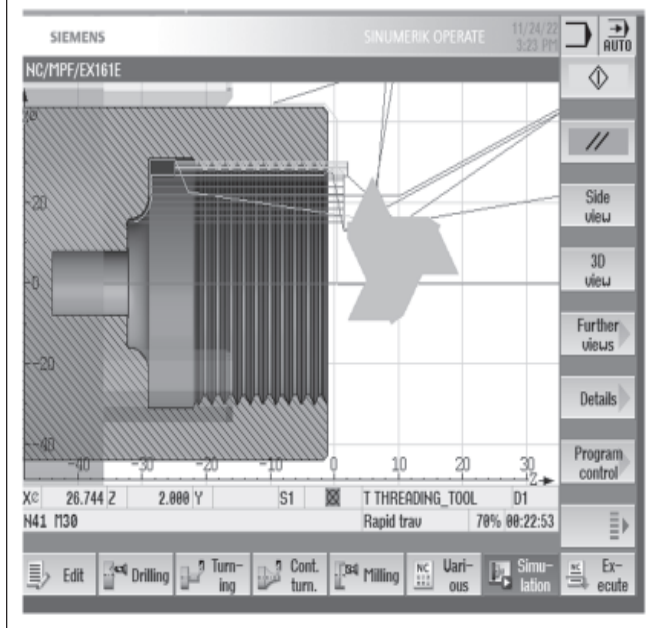 SIEMENS SINUMERIK OPERATE 11/24/22
3:23 PM
AUTO
NC/MPF/EX161E
Side
view
20
3D
view
0
Further
views
-20
Details
-40
Program
control
-40 -30 -20 -10 0 10 20 30
Z
X∅ 26.744 Z 2.000 Y S1 T THREADING_TOOL D1
N41 M30 Rapid trav 70% 00:22:53
Edit
Drilling
Turn-
ing
Cont.
turn.
Milling
NC
Vari-
ous
Simu-
lation
NC
Ex-
ecute